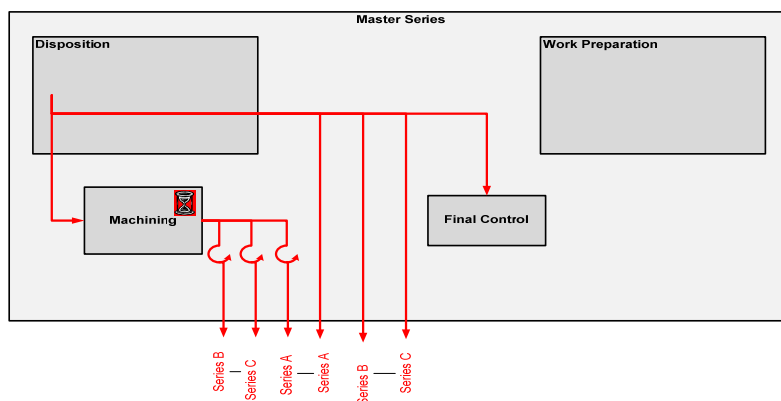 Master Series
Disposition
Work Preparation
Machining
Final Control
Series B
Series C
Series A
Series A
Series B
Series C